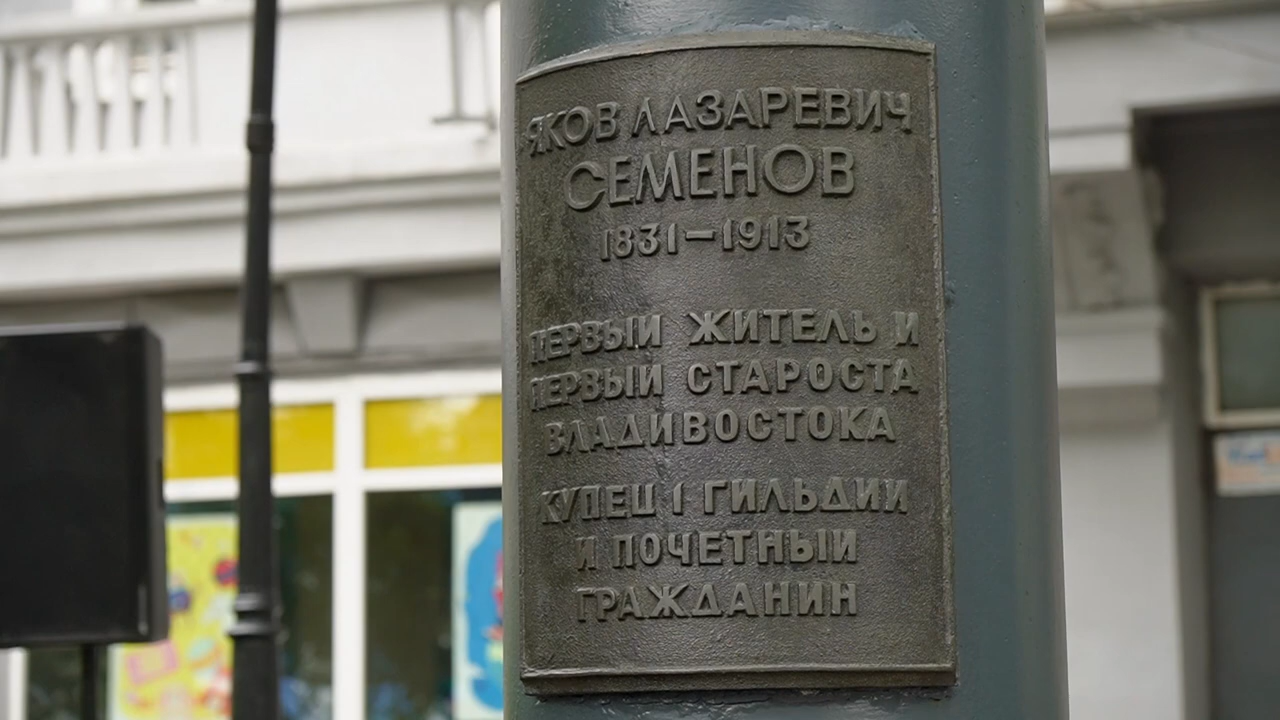 ЯКОВ ЛАЗАРЕВИЧ
СЕМЕНОВ
1831-1913
ПЕРВЫЙ ЖИТЕЛЬ И
ПЕРВЫЙ СТАРОСТА
ВЛАДИВОСТОКА
КУПЕЦ I ГИЛЬДИИ
И ПОЧЕТНЫЙ
ГРАЖДАНИН